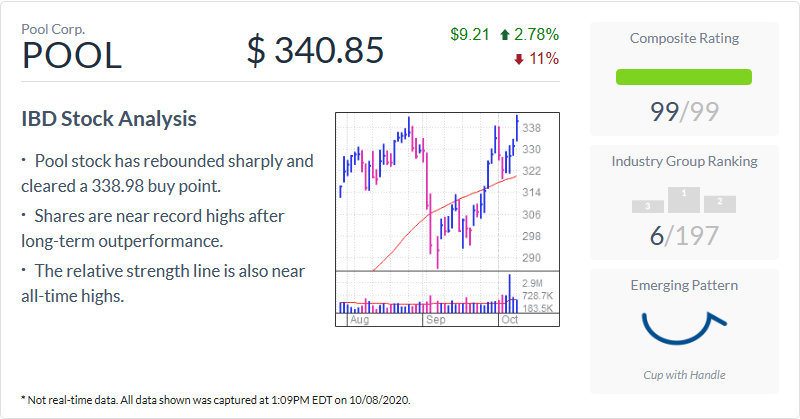 Pool Corp.
POOL
$ 340.85
$9.21 2.78%
11%
IBD Stock Analysis
• Pool stock has rebounded sharply and
cleared a 338.98 buy point.
• Shares are near record highs after
long-term outperformance.
• The relative strength line is also near
all-time highs.
338
330
322
314
306
298
290
2.9M
728.7K
183.5K
Aug Sep Oct
Composite Rating
99/99
Industry Group Ranking
3 1 2
6/197
Emerging Pattern
Cup with Handle
* Not real-time data. All data shown was captured at 1:09PM EDT on 10/08/2020.